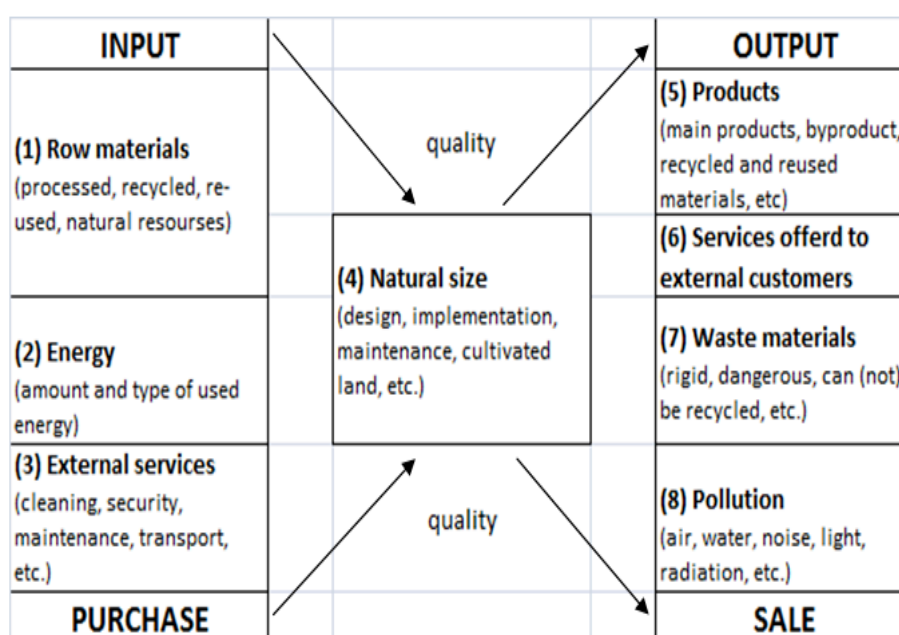 INPUT
(1) Row materials
(processed, recycled, re-
used, natural resourses)
(2) Energy
(amount and type of used
energy)
(3) External services
(cleaning, security,
maintenance, transport,
etc.)
PURCHASE
quality
(4) Natural size
(design, implementation,
maintenance, cultivated
land, etc.)
quality
OUTPUT
(5) Products
(main products, byproduct,
recycled and reused
materials, etc)
(6) Services offerd to
external customers
(7) Waste materials
(rigid, dangerous, can (not)
be recycled, etc.)
(8) Pollution
(air, water, noise, light,
radiation, etc.)
SALE